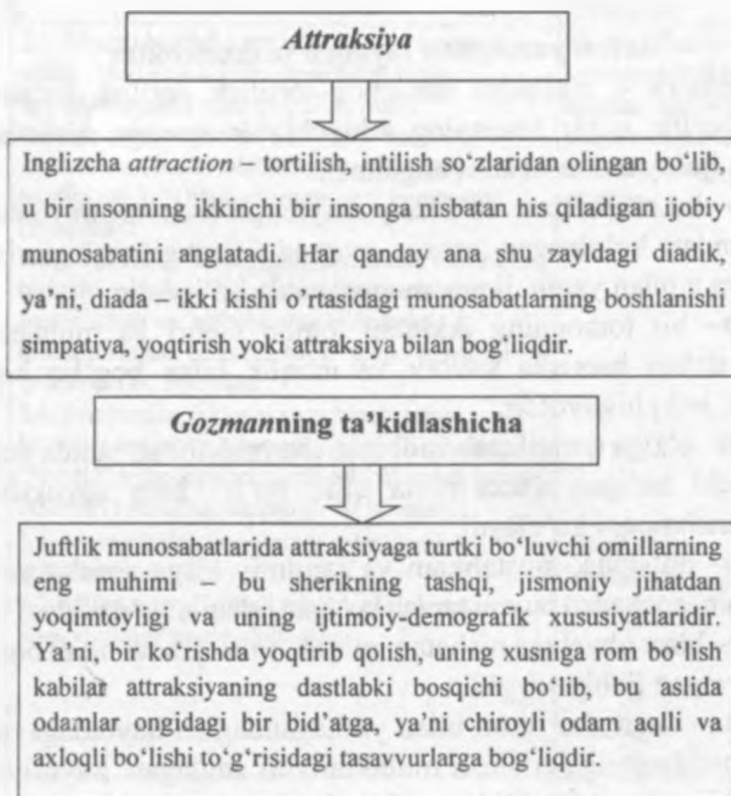 Attraksiya
Inglizcha attraction – tortilish, intilish so‘zlaridan olingan bo‘lib,
u bir insonning ikkinchi bir insonga nisbatan his qiladigan ijobiy
munosabatini anglatadi. Har qanday ana shu zayldagi diadik,
ya’ni, diada – ikki kishi o‘rtasidagi munosabatlarning boshlanishi
simpatiya, yoqtirish yoki attraksiya bilan bog‘liqdir.
Gozmanning ta’kidlashicha
Juftlik munosabatlarida attraksiyaga turtki bo‘luvchi omillarning
eng muhimi – bu sherikning tashqi, jismoniy jihatdan
yoqimtoyligi va uning ijtimoiy-demografik xususiyatlaridir.
Ya’ni, bir ko‘rishda yoqtirib qolish, uning xusniga rom bo‘lish
kabilar attraksiyaning dastlabki bosqichi bo‘lib, bu aslida
odamlar ongidagi bir bid’atga, ya’ni chiroyli odam aqlli va
axloqli bo‘lishi to‘g‘risidagi tasavvurlarga bog‘liqdir.